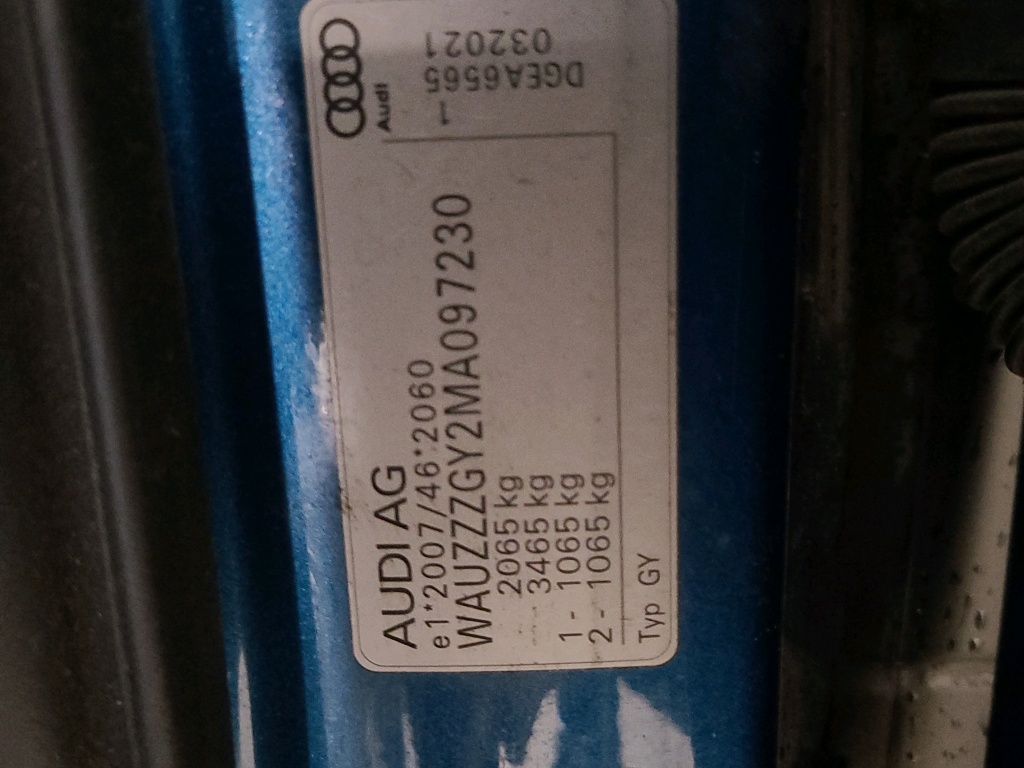 AUDI AG
e1*2007/46*2060
WAUZZZGY2MA097230
2065 kg
3465 kg
1 - 1065 kg
2 - 1065 kg
Typ GY
Audi
1
DGEA6565
032021